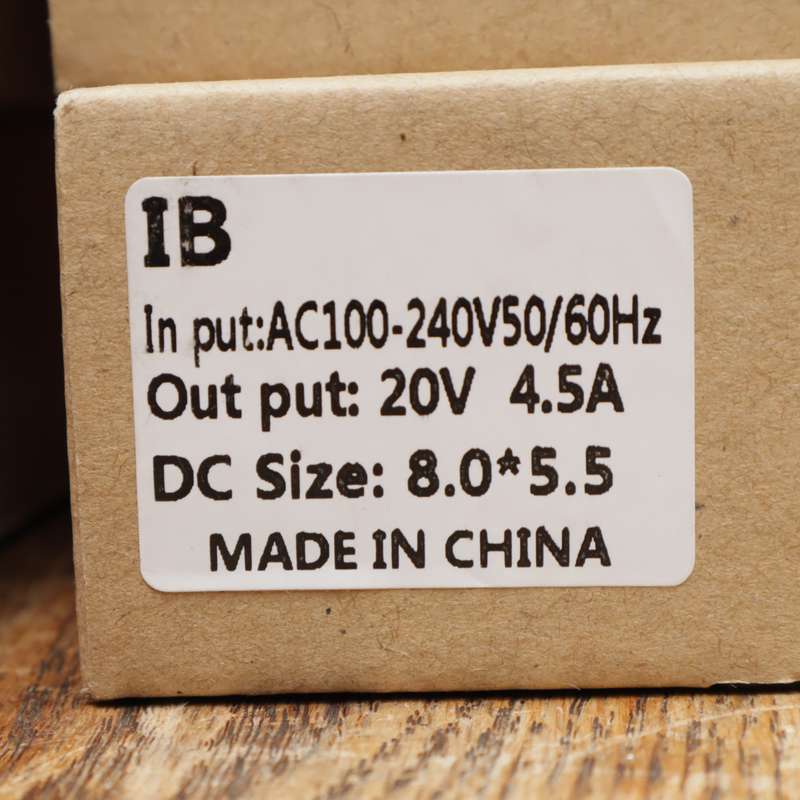 IB
In put:AC100-240V50/60Hz
Out put: 20V 4.5A
DC Size: 8.0*5.5
MADE IN CHINA